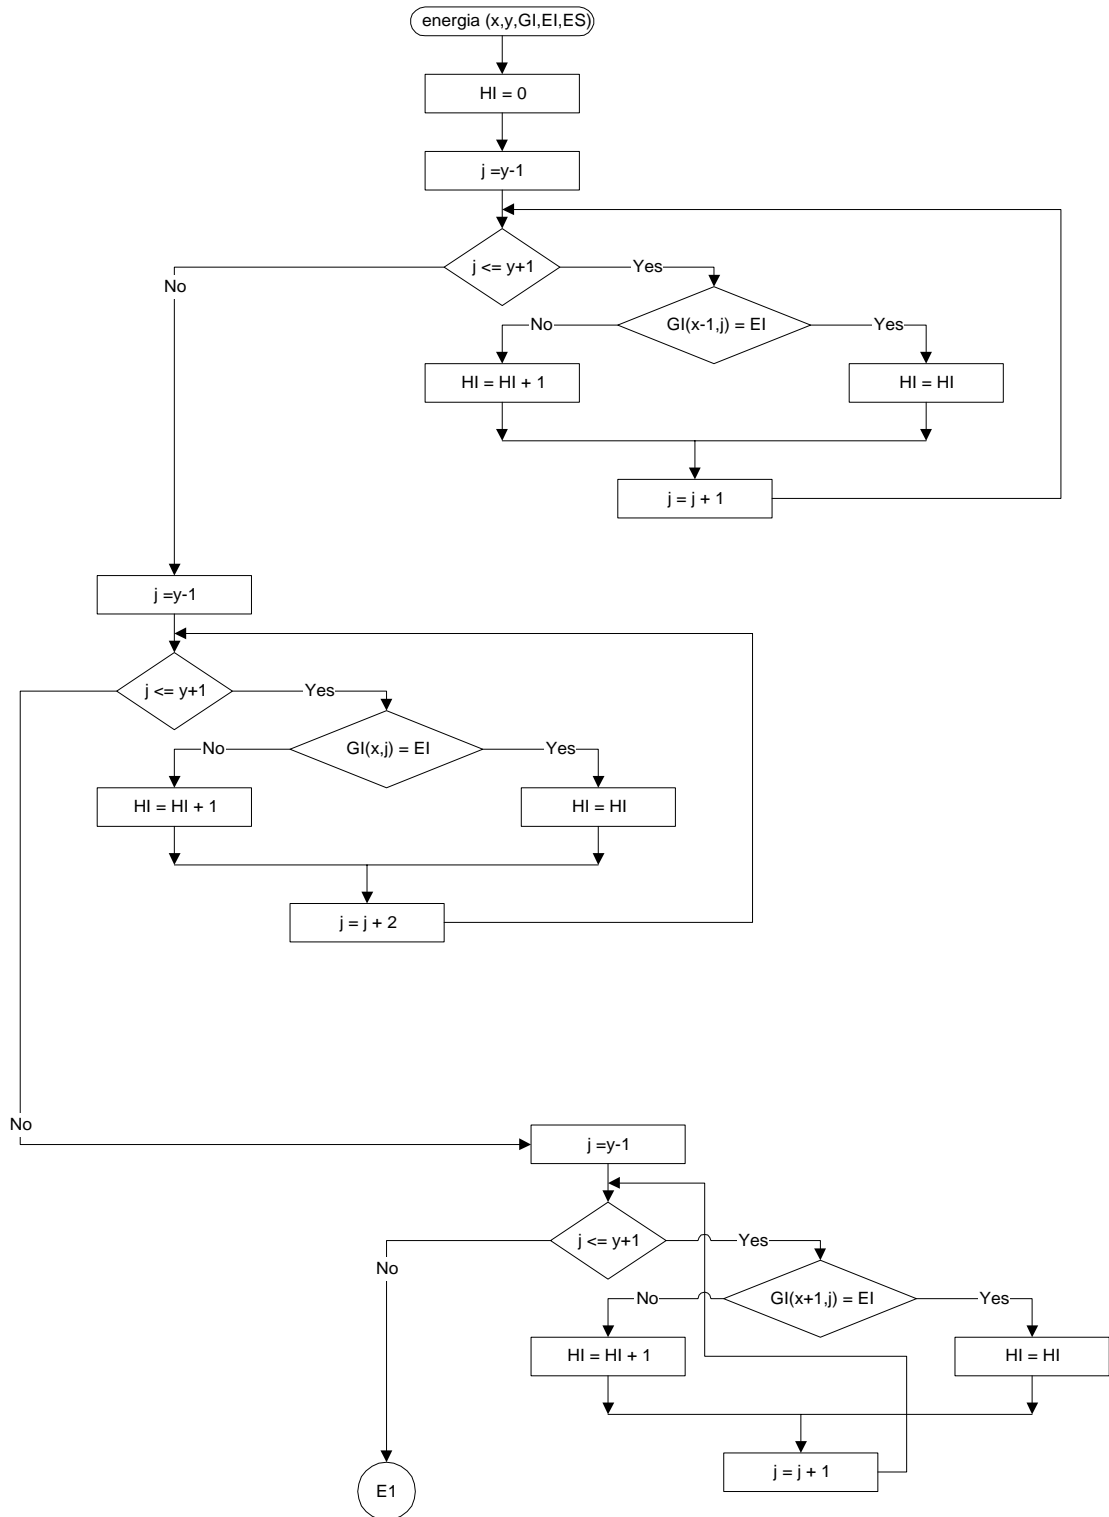 energia (x,y,GI,EI,ES)
HI = 0
j =y-1
j <= y+1
Yes
No
GI(x-1,j) = EI
No
Yes
HI = HI + 1
HI = HI
j = j + 1
j =y-1
j <= y+1
Yes
GI(x,j) = EI
No
Yes
HI = HI + 1
HI = HI
j = j + 2
No
j =y-1
j <= y+1
Yes
No
GI(x+1,j) = EI
No
Yes
HI = HI + 1
HI = HI
j = j + 1
E1